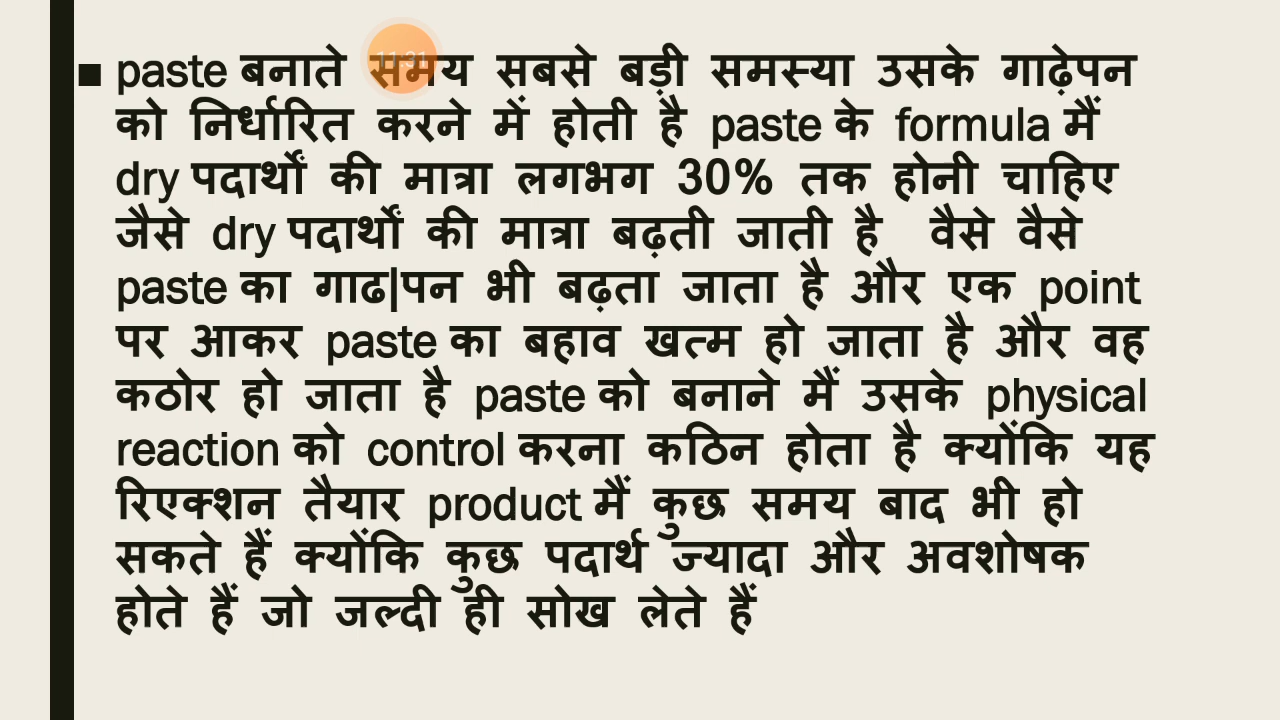 ■ paste बनाते समय सबसे बड़ी समस्या उसके गाढ़ेपन
को निर्धारित करने में होती है paste के formula मैं
dry पदार्थों की मात्रा लगभग 30% तक होनी चाहिए
जैसे dry पदार्थों की मात्रा बढ़ती जाती है वैसे वैसे
paste का गाढ|पन भी बढ़ता जाता है और एक point
पर आकर paste का बहाव खत्म हो जाता है और वह
कठोर हो जाता है paste को बनाने मैं उसके physical
reaction को control करना कठिन होता है क्योंकि यह
रिएक्शन तैयार product मैं कुछ समय बाद भी हो
सकते हैं क्योंकि कुछ पदार्थ ज्यादा और अवशोषक
होते हैं जो जल्दी ही सोख लेते हैं
11:31